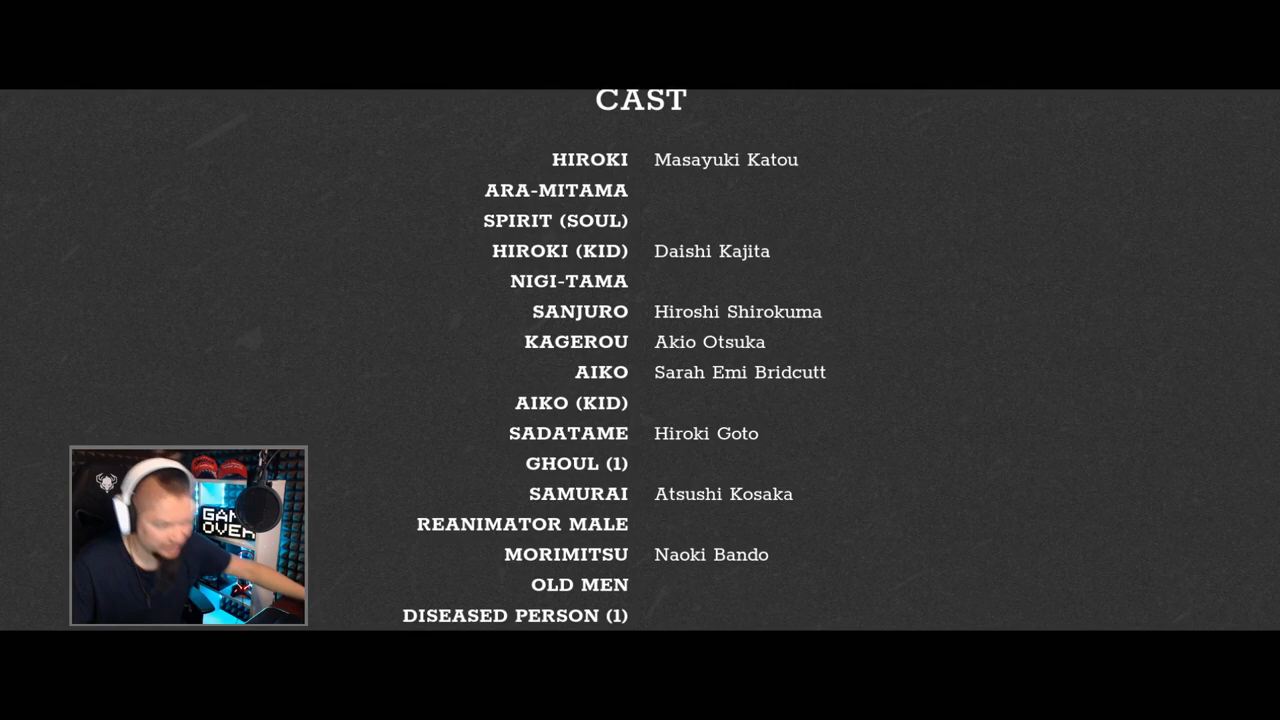 CAST
HIROKI Masayuki Katou
ARA-MITAMA
SPIRIT (SOUL)
HIROKI (KID) Daishi Kajita
NIGI-TAMA
SANJURO Hiroshi Shirokuma
KAGEROU Akio Otsuka
AIKO Sarah Emi Bridcutt
AIKO (KID)
SADATAME Hiroki Goto
GHOUL (1)
SAMURAI Atsushi Kosaka
REANIMATOR MALE
MORIMITSU Naoki Bando
OLD MEN
DISEASED PERSON (1)
GAME
OVER